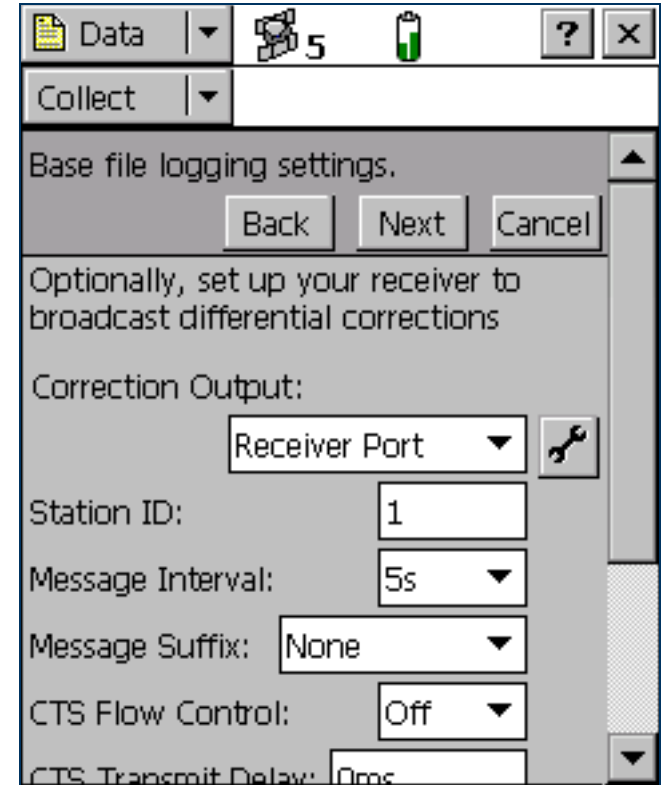 Data 5 ? ×
Collect
Base file logging settings.
Back Next Cancel
Optionally, set up your receiver to
broadcast differential corrections
Correction Output:
Receiver Port
Station ID: 1
Message Interval: 5s
Message Suffix: None
CTS Flow Control: Off
CTS Transmit Delay: 0ms